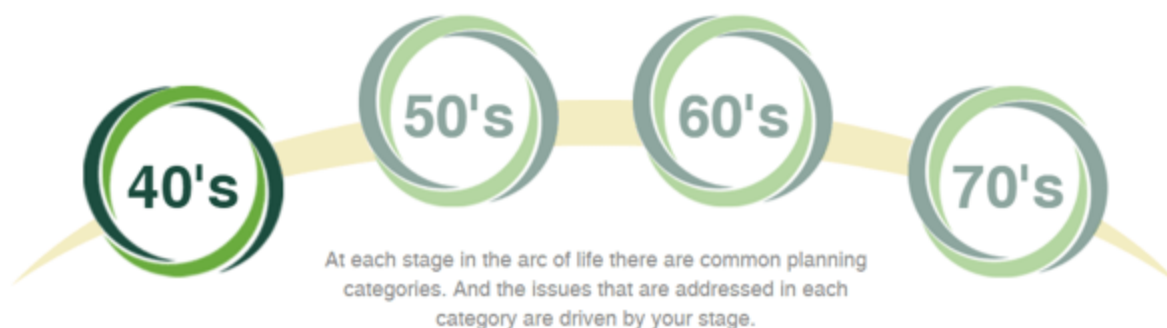 40's
50's
60's
70's
At each stage in the arc of life there are common planning
categories. And the issues that are addressed in each
category are driven by your stage.